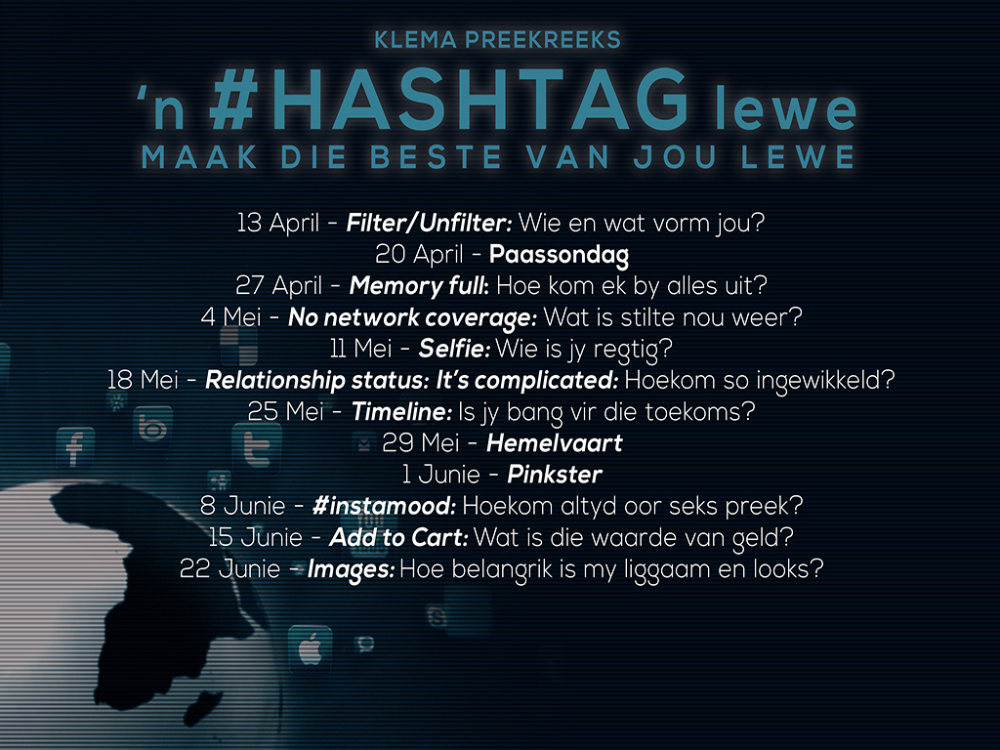 KLEMA PREEKREEKS
‘n #HASHTAG lewe
MAAK DIE BESTE VAN JOU LEWE
13 April - Filter/Unfilter: Wie en wat vorm jou?
20 April - Paassondag
27 April - Memory full: Hoe kom ek by alles uit?
4 Mei - No network coverage: Wat is stilte nou weer?
11 Mei - Selfie: Wie is jy regtig?
18 Mei - Relationship status: It’s complicated: Hoekom so ingewikkeld?
25 Mei - Timeline: Is jy bang vir die toekoms?
29 Mei - Hemelvaart
1 Junie - Pinkster
8 Junie - #instamood: Hoekom altyd oor seks preek?
15 Junie - Add to Cart: Wat is die waarde van geld?
22 Junie - Images: Hoe belangrik is my liggaam en looks?